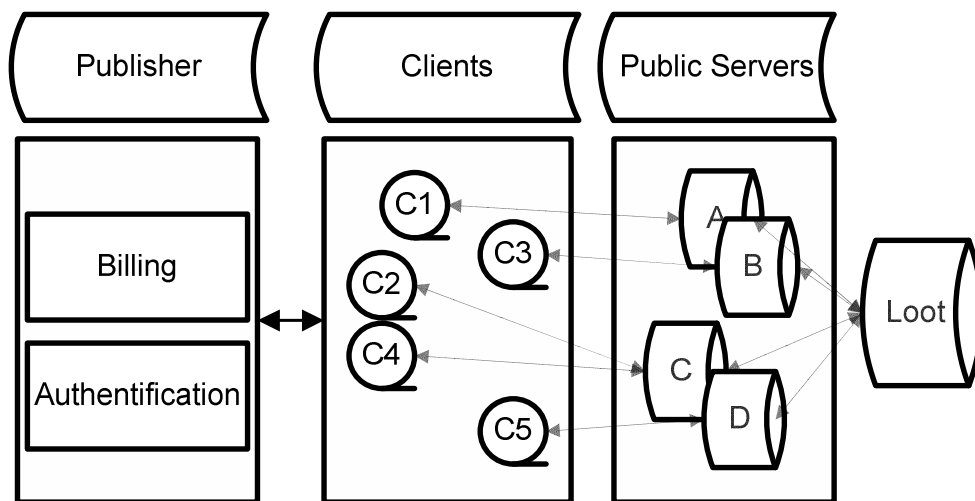 Publisher
Clients
Public Servers
Billing
Authentification
C1
C3
C2
C4
C5
A
B
C
D
Loot